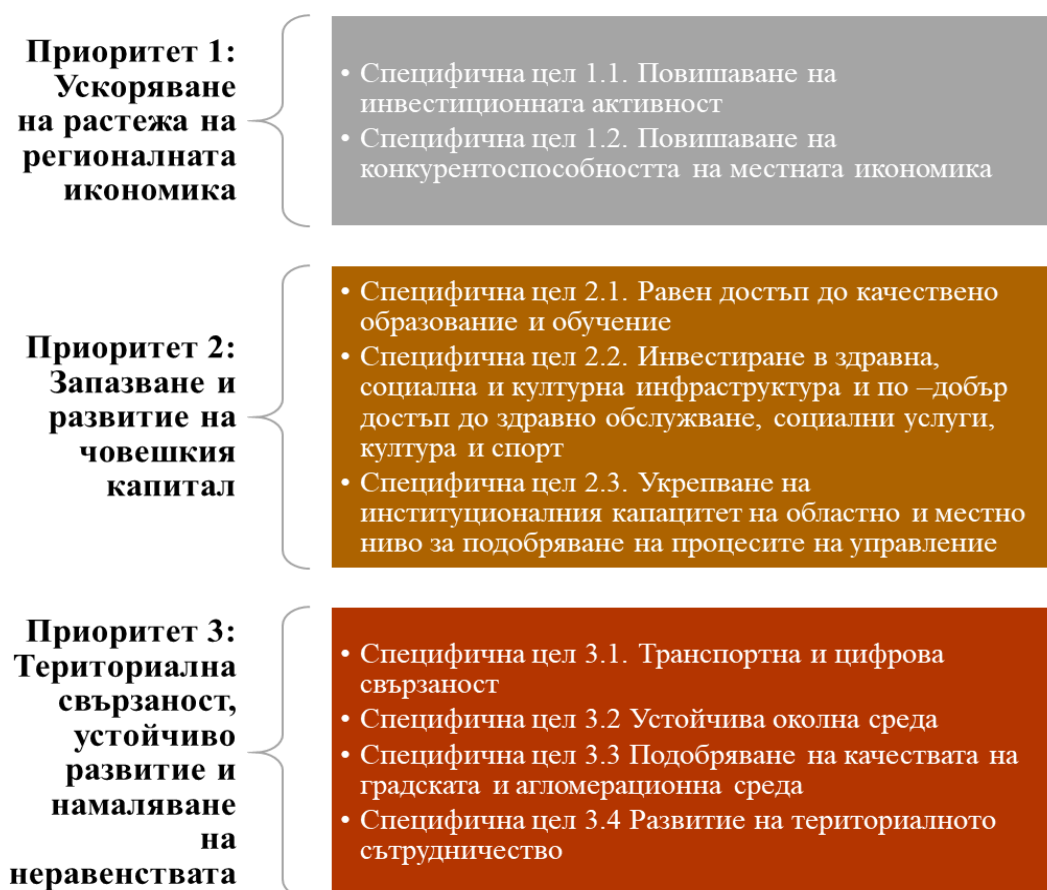 Приоритет 1:
Ускоряване
на растежа на
регионалната
икономика
• Специфична цел 1.1. Повишаване на
инвестиционната активност
• Специфична цел 1.2. Повишаване на
конкурентоспособността на местната икономика
Приоритет 2:
Запазване и
развитие на
човешкия
капитал
• Специфична цел 2.1. Равен достъп до качествено
образование и обучение
• Специфична цел 2.2. Инвестиране в здравна,
социална и културна инфраструктура и по –добър
достъп до здравно обслужване, социални услуги,
култура и спорт
• Специфична цел 2.3. Укрепване на
институционалния капацитет на областно и местно
ниво за подобряване на процесите на управление
Приоритет 3:
Териториална
свързаност,
устойчиво
развитие и
намаляване
на
неравенствата
• Специфична цел 3.1. Транспортна и цифрова
свързаност
• Специфична цел 3.2 Устойчива околна среда
• Специфична цел 3.3 Подобряване на качествата на
градската и агломерационна среда
• Специфична цел 3.4 Развитие на териториалното
сътрудничество